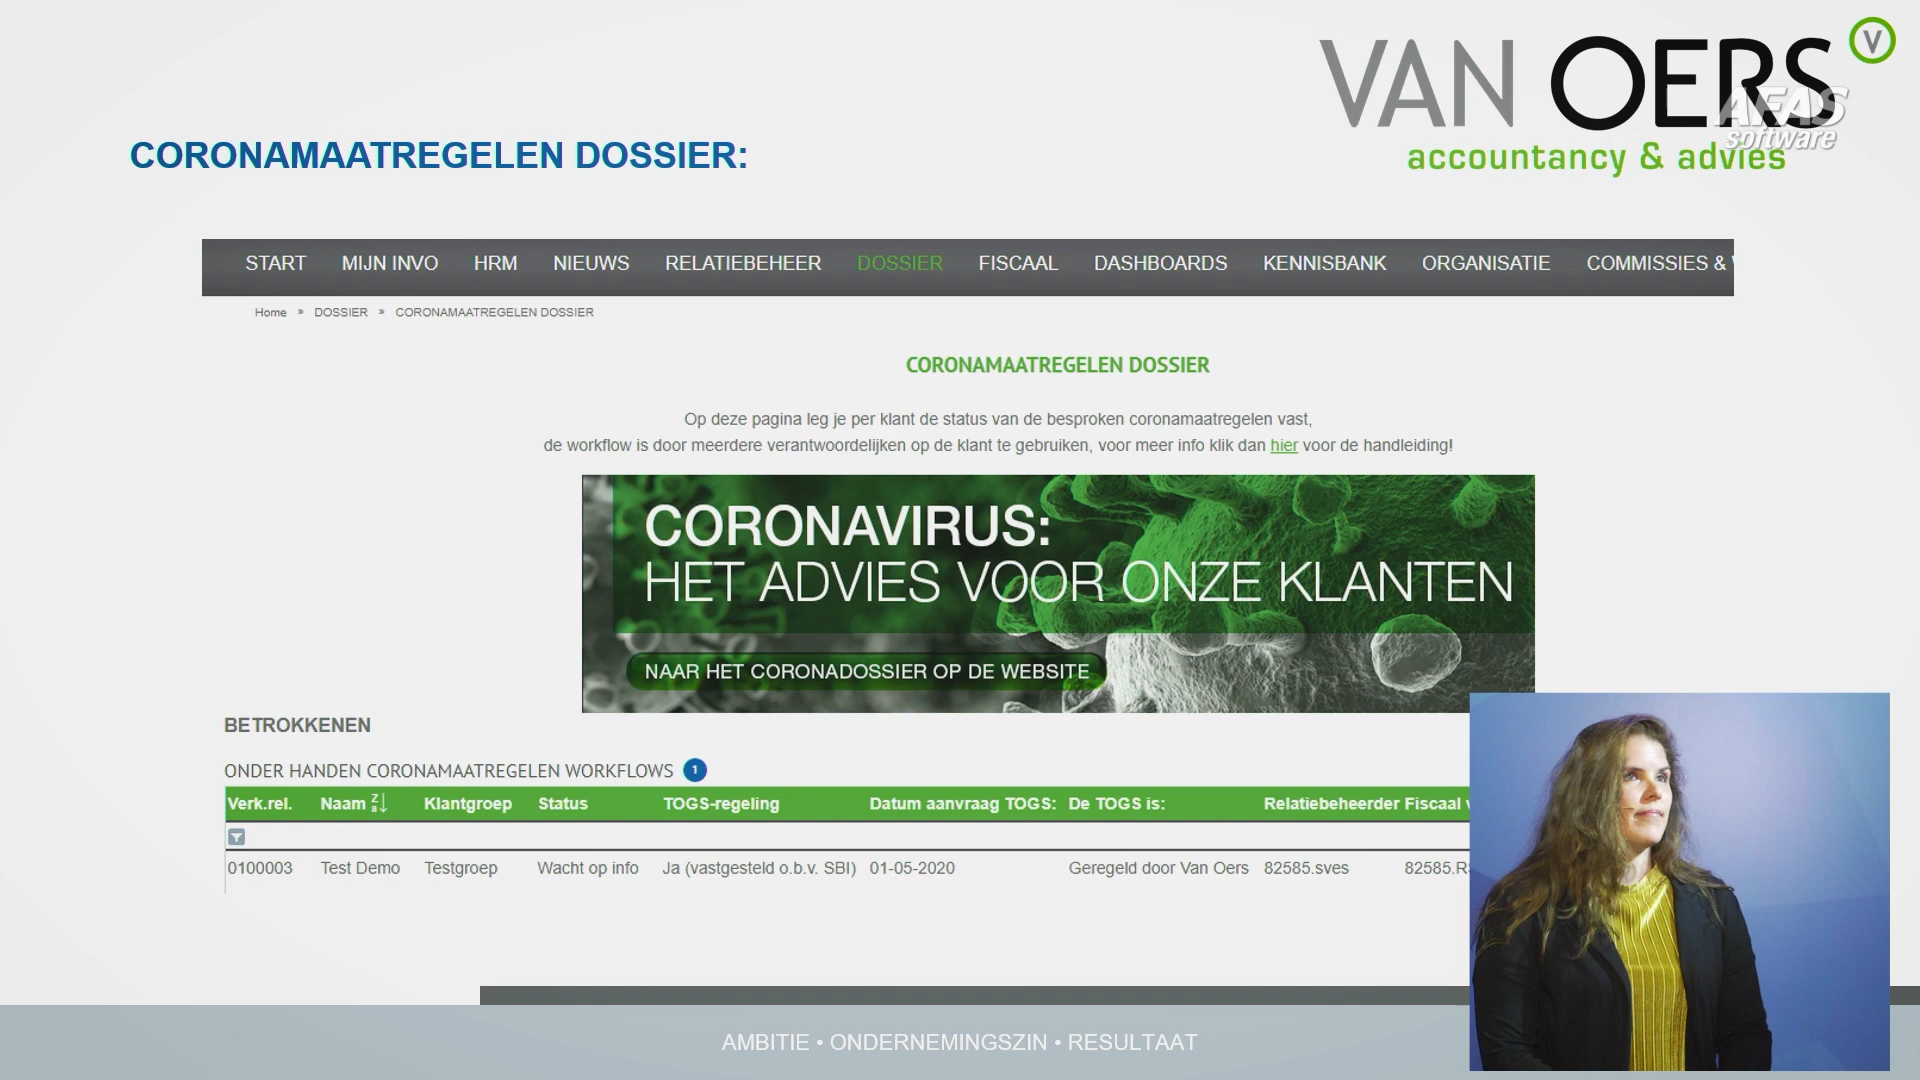 VAN OERS V
AFAS
software
accountancy & advies
CORONAMAATREGELEN DOSSIER:
START MIJN INVO HRM NIEUWS RELATIEBEHEER DOSSIER FISCAAL DASHBOARDS KENNISBANK ORGANISATIE COMMISSIES &
Home » DOSSIER » CORONAMAATREGELEN DOSSIER
CORONAMAATREGELEN DOSSIER
Op deze pagina leg je per klant de status van de besproken coronamaatregelen vast,
de workflow is door meerdere verantwoordelijken op de klant te gebruiken, voor meer info klik dan hier voor de handleiding!
CORONAVIRUS:
HET ADVIES VOOR ONZE KLANTEN
NAAR HET CORONADOSSIER OP DE WEBSITE
BETROKKENEN
ONDER HANDEN CORONAMAATREGELEN WORKFLOWS 1
Verk.rel. Naam Klantgroep Status TOGS-regeling Datum aanvraag TOGS: De TOGS is: Relatiebeheerder Fiscaal
0100003 Test Demo Testgroep Wacht op info Ja (vastgesteld o.b.v. SBI) 01-05-2020 Geregeld door Van Oers 82585.sves 82585.R
AMBITIE • ONDERNEMINGSZIN • RESULTAAT